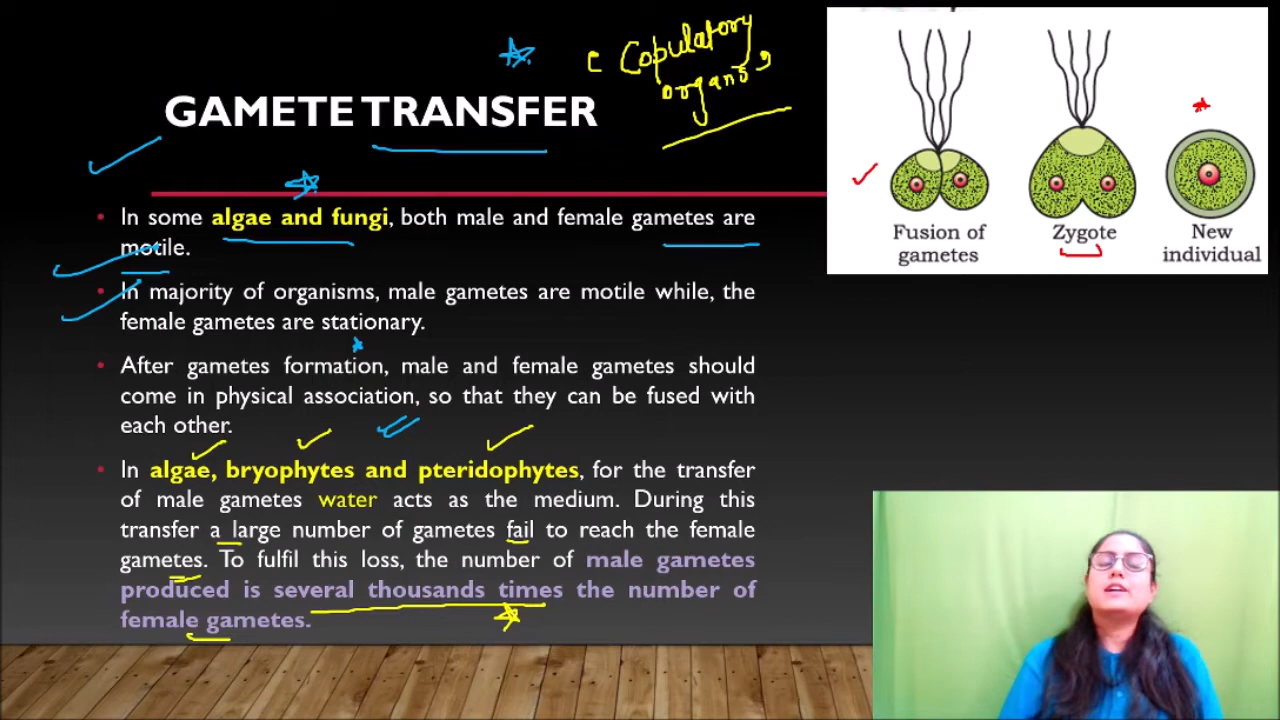 C Copulatory
organs,
GAMETE TRANSFER
• In some algae and fungi, both male and female gametes are
motile.
• In majority of organisms, male gametes are motile while, the
female gametes are stationary.
• After gametes formation, male and female gametes should
come in physical association, so that they can be fused with
each other.
• In algae, bryophytes and pteridophytes, for the transfer
of male gametes water acts as the medium. During this
transfer a large number of gametes fail to reach the female
gametes. To fulfil this loss, the number of male gametes
produced is several thousands times the number of
female gametes.
Fusion of
gametes
Zygote
New
individual